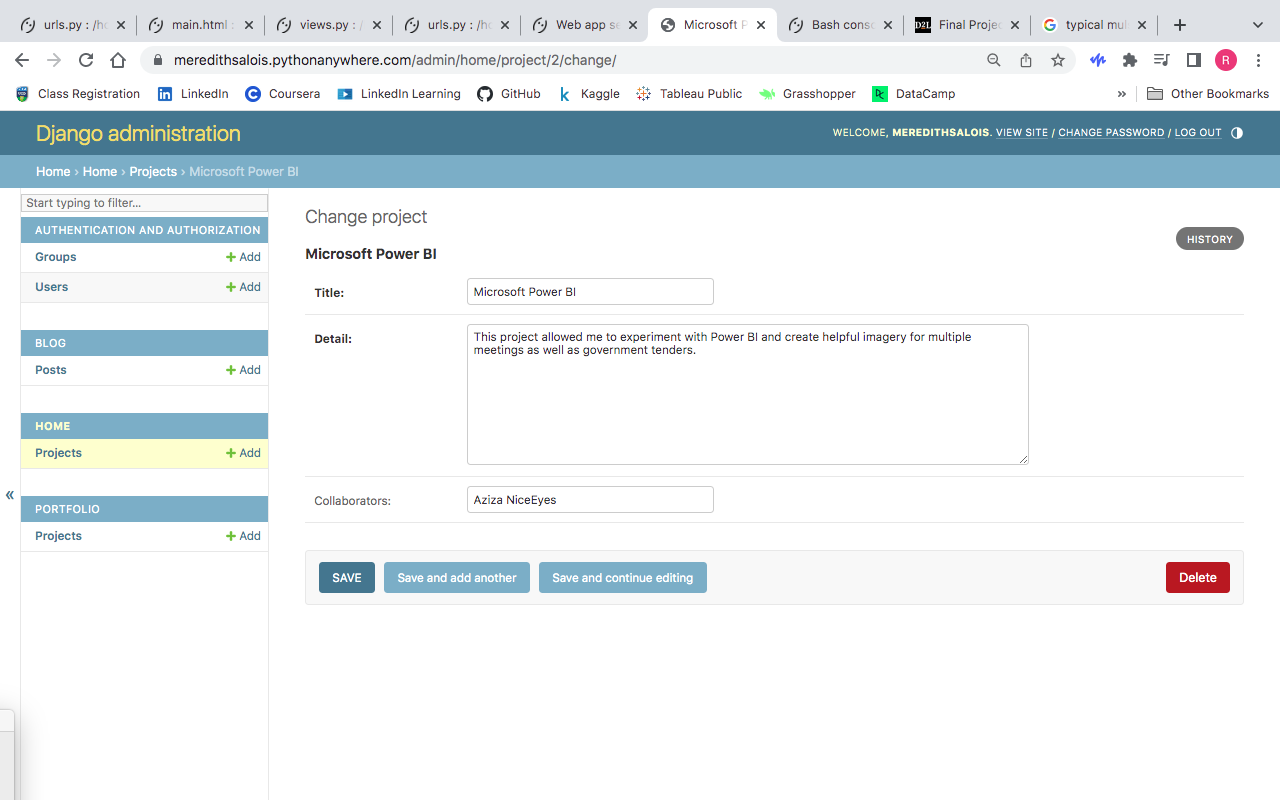 urls.py : /ho
main.html :
views.py : /
urls.py : /ho
Web app se
Microsoft P
Bash conso
D2L Final Projec
typical mul
meredithsalois.pythonanywhere.com/admin/home/project/2/change/
R
Class Registration LinkedIn Coursera LinkedIn Learning GitHub Kaggle Tableau Public Grasshopper DataCamp » Other Bookmarks
Django administration
WELCOME, MEREDITHSALOIS. VIEW SITE / CHANGE PASSWORD / LOG OUT
Home › Home › Projects › Microsoft Power BI
Start typing to filter...
AUTHENTICATION AND AUTHORIZATION
Groups + Add
Users + Add
BLOG
Posts + Add
HOME
Projects + Add
PORTFOLIO
Projects + Add
«
Change project
HISTORY
Microsoft Power BI
Title: Microsoft Power BI
Detail: This project allowed me to experiment with Power BI and create helpful imagery for multiple
meetings as well as government tenders.
Collaborators: Aziza NiceEyes
SAVE Save and add another Save and continue editing Delete